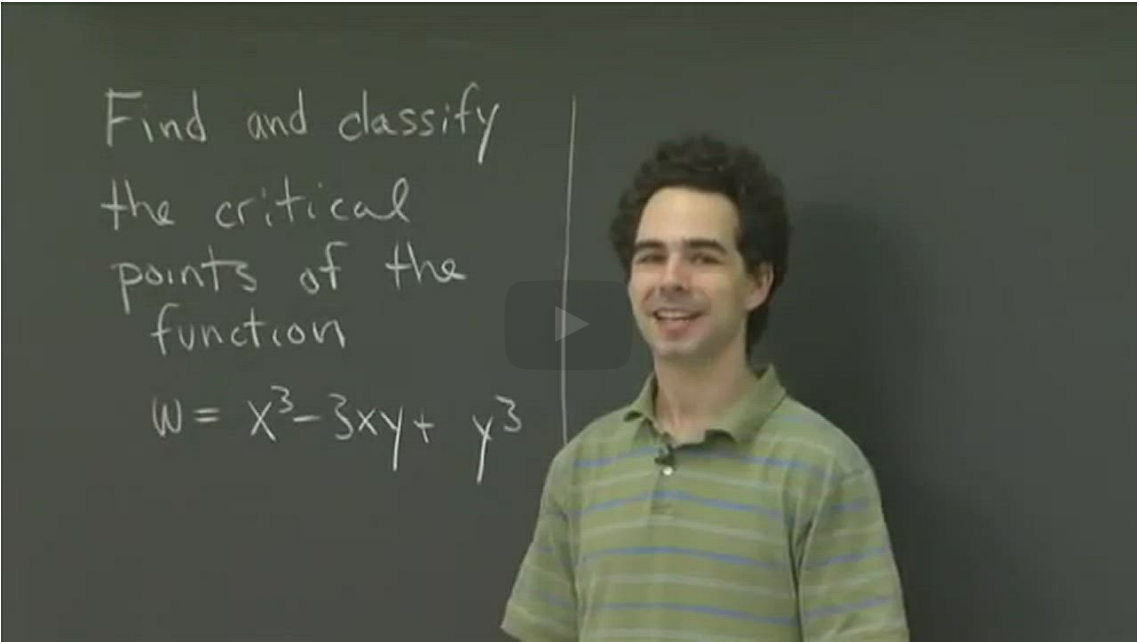 Find and classify
the critical
points of the
function
w = x³ - 3xy + y³